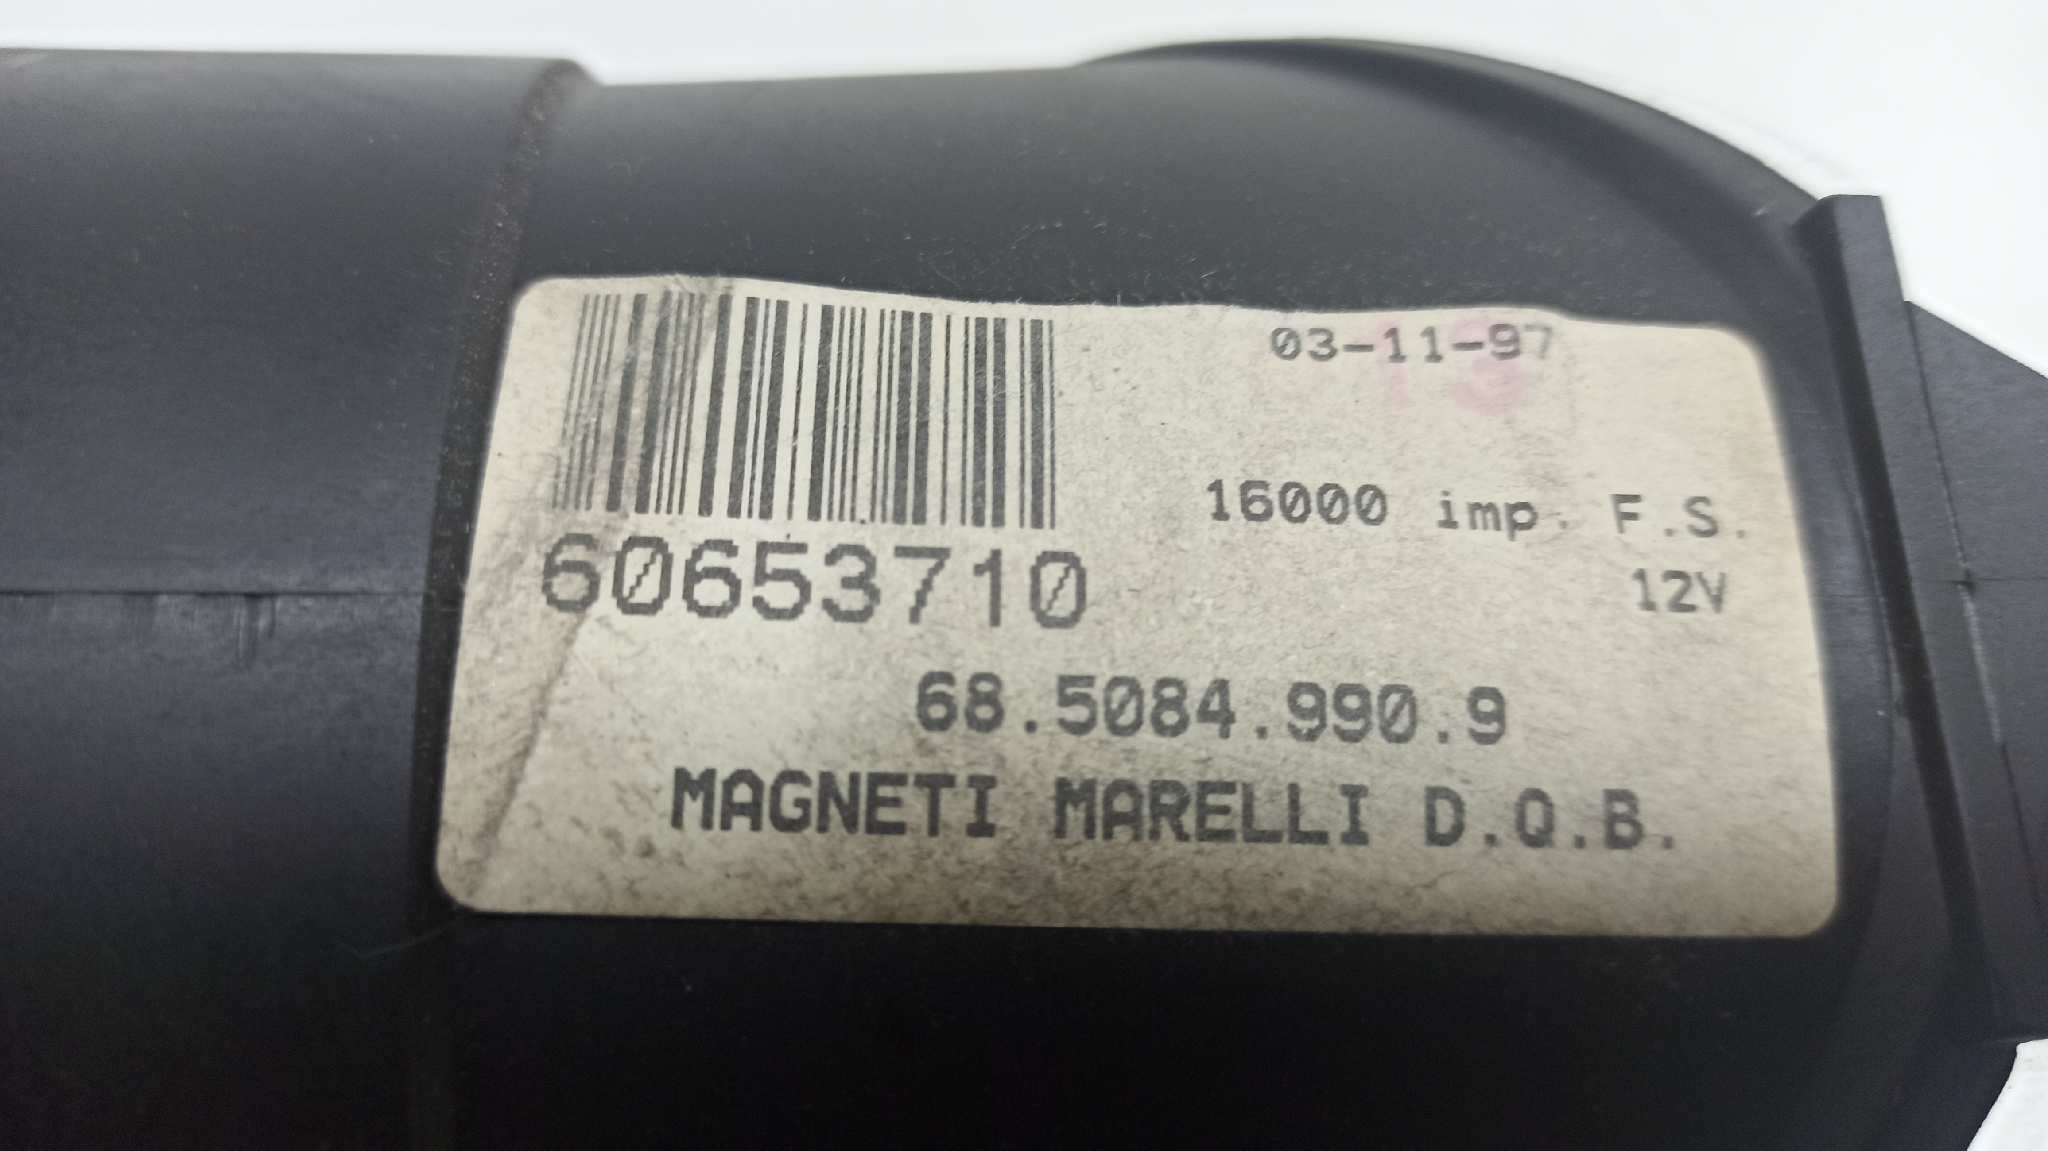 03-11-97
16000 imp. F.S.
12V
60653710
68.5084.990.9
MAGNETI MARELLI D.Q.B.